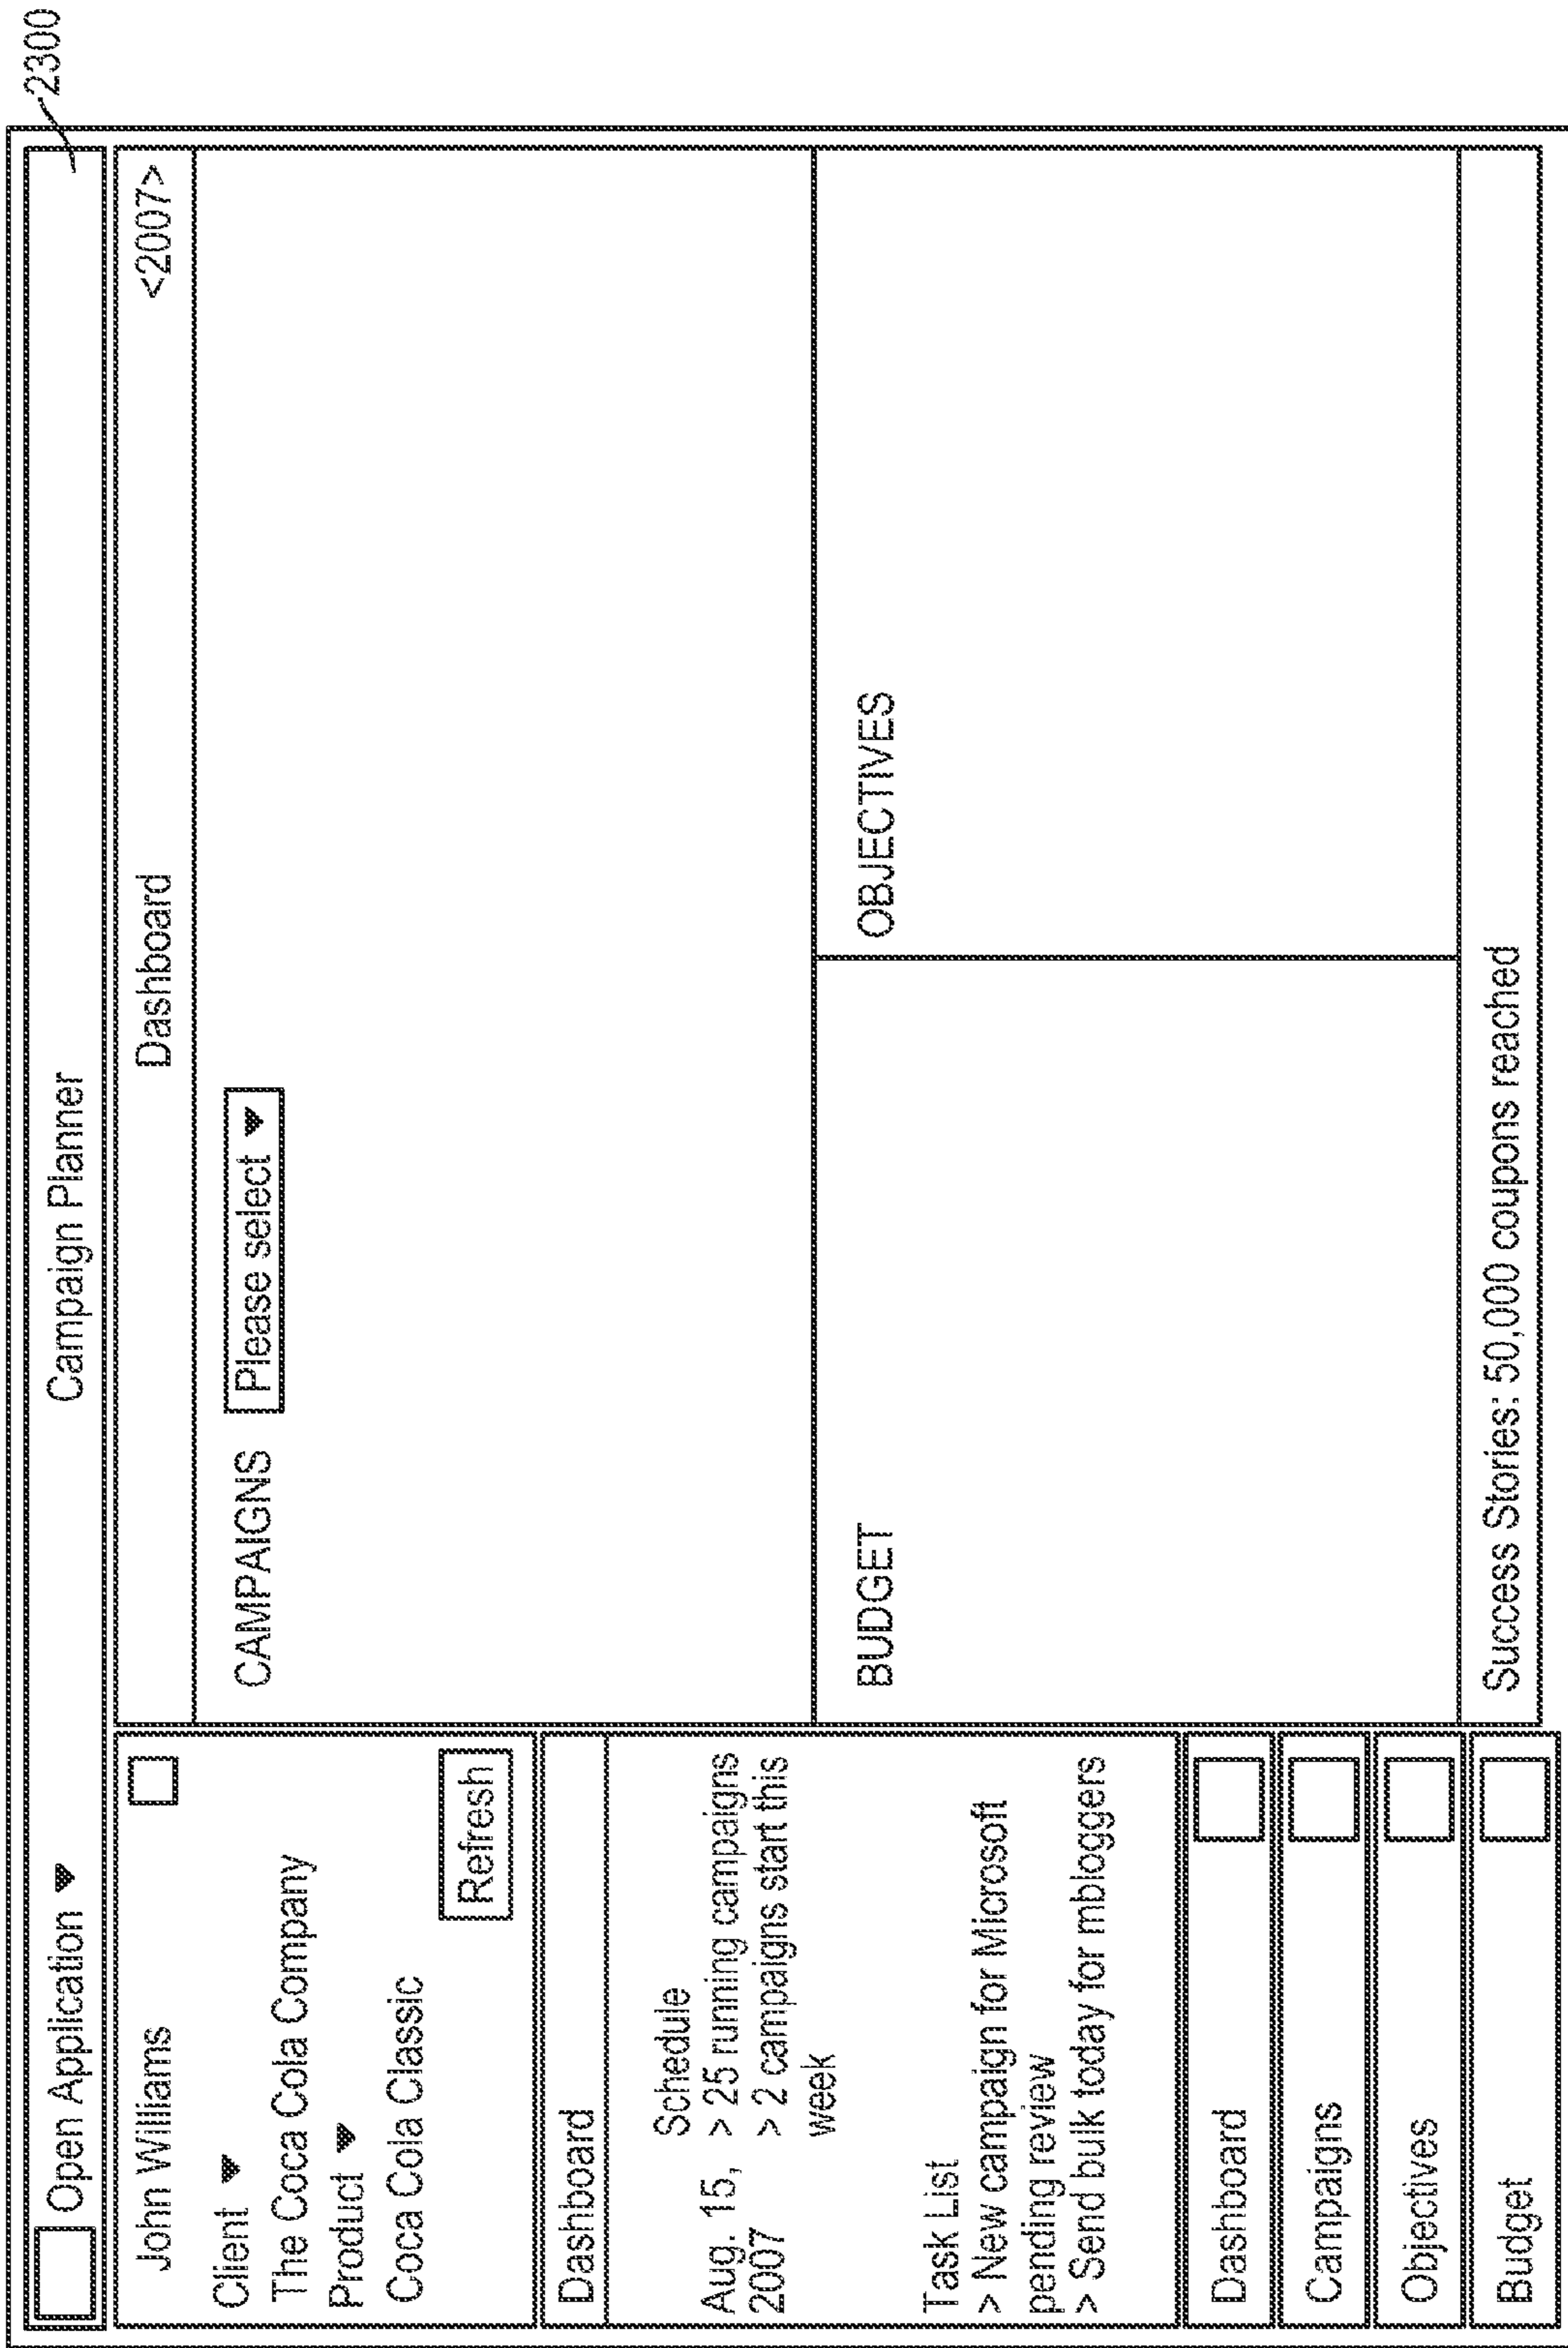 2300
Open Application
Campaign Planner
John Williams
Client
The Coca Cola Company
Product
Coca Cola Classic
Refresh
Dashboard
Schedule
Aug. 15,
2007
> 25 running campaigns
> 2 campaigns start this
week
Task List
> New campaign for Microsoft
pending review
> Send bulk today for mbloggers
Dashboard
Campaigns
Objectives
Budget
Dashboard
<2007>
CAMPAIGNS
Please select
BUDGET
OBJECTIVES
Success Stories: 50,000 coupons reached